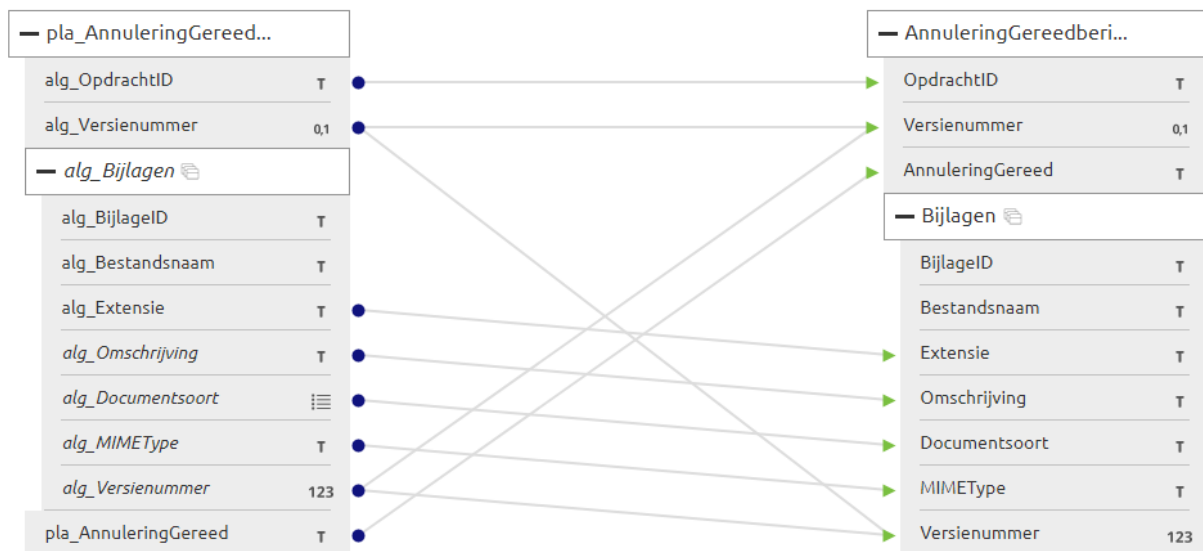 pla_AnnuleringGereed...
alg_OpdrachtID T
alg_Versienummer 0,1
alg_Bijlagen
alg_BijlageID T
alg_Bestandsnaam T
alg_Extensie T
alg_Omschrijving T
alg_Documentsoort
alg_MIMEType T
alg_Versienummer 123
pla_AnnuleringGereed T
AnnuleringGereedberi...
OpdrachtID T
Versienummer 0,1
AnnuleringGereed T
Bijlagen
BijlageID T
Bestandsnaam T
Extensie T
Omschrijving T
Documentsoort T
MIMEType T
Versienummer 123